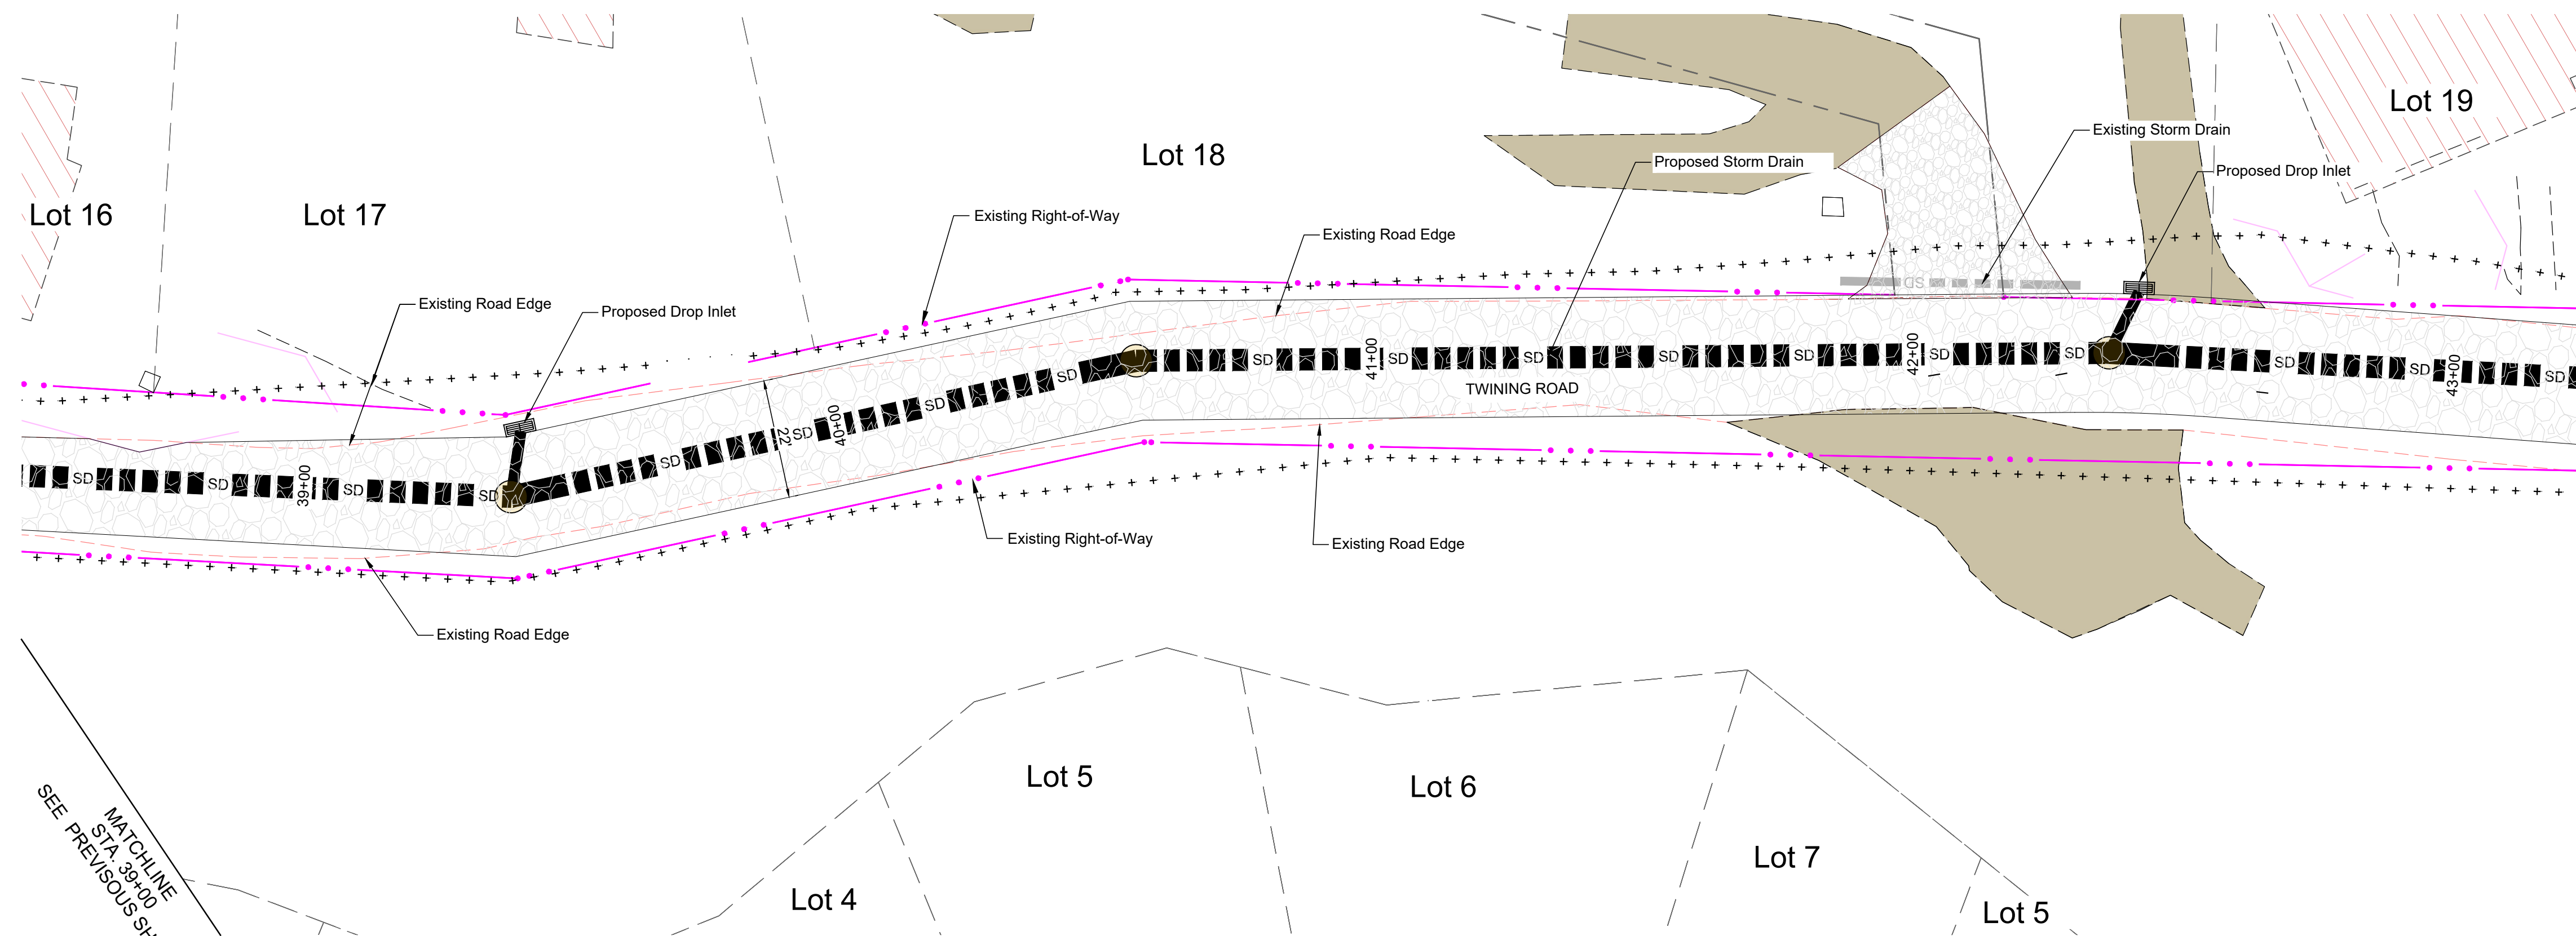 Lot 19
Existing Storm Drain
Lot 18
Proposed Storm Drain
Proposed Drop Inlet
Lot 16
Lot 17
Existing Right-of-Way
Existing Road Edge
SD
Existing Road Edge
Proposed Drop Inlet
42+00
41+00
SD
SD
SD
SD
SD
SD
SD
SD
SD
43+00
SD
SD
TWINING ROAD
SD
40+00
SD
22'
SD
SD
SD
39+00
SD
SD
Existing Right-of-Way
Existing Road Edge
Existing Road Edge
Lot 5
Lot 6
MATCHLINE
STA. 39+00
SEE PREVISOUS SH
Lot 7
Lot 4
Lot 5